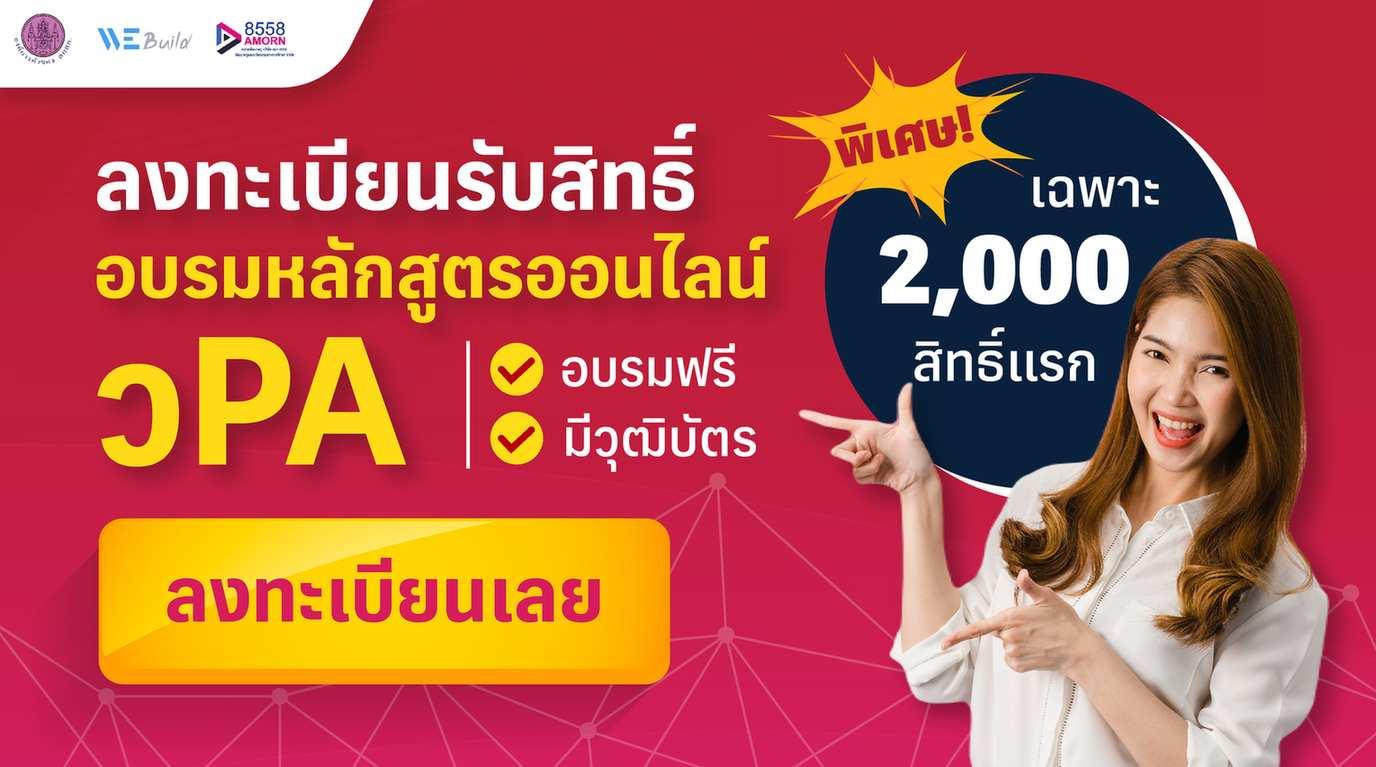 WE Build
8558
AMORN
ลงทะเบียนรับสิทธิ์
อบรมหลักสูตรออนไลน์
วPA
อบรมฟรี
มีวุฒิบัตร
ลงทะเบียนเลย
พิเศษ!
เฉพาะ
2,000
สิทธิ์แรก